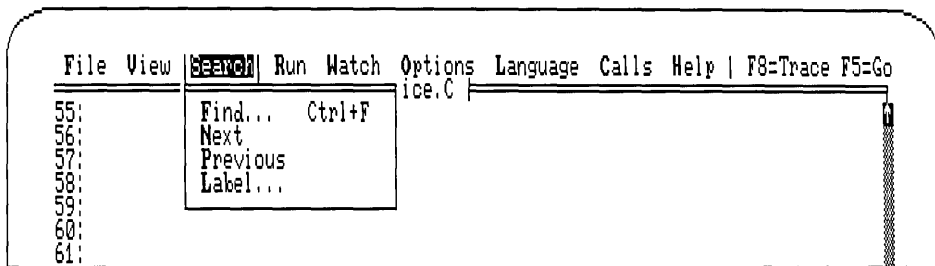 File View Search Run Watch Options Language Calls Help | F8=Trace F5=Go
ice.C
55: Find... Ctrl+F
56: Next
57: Previous
58: Label...
59:
60:
61: